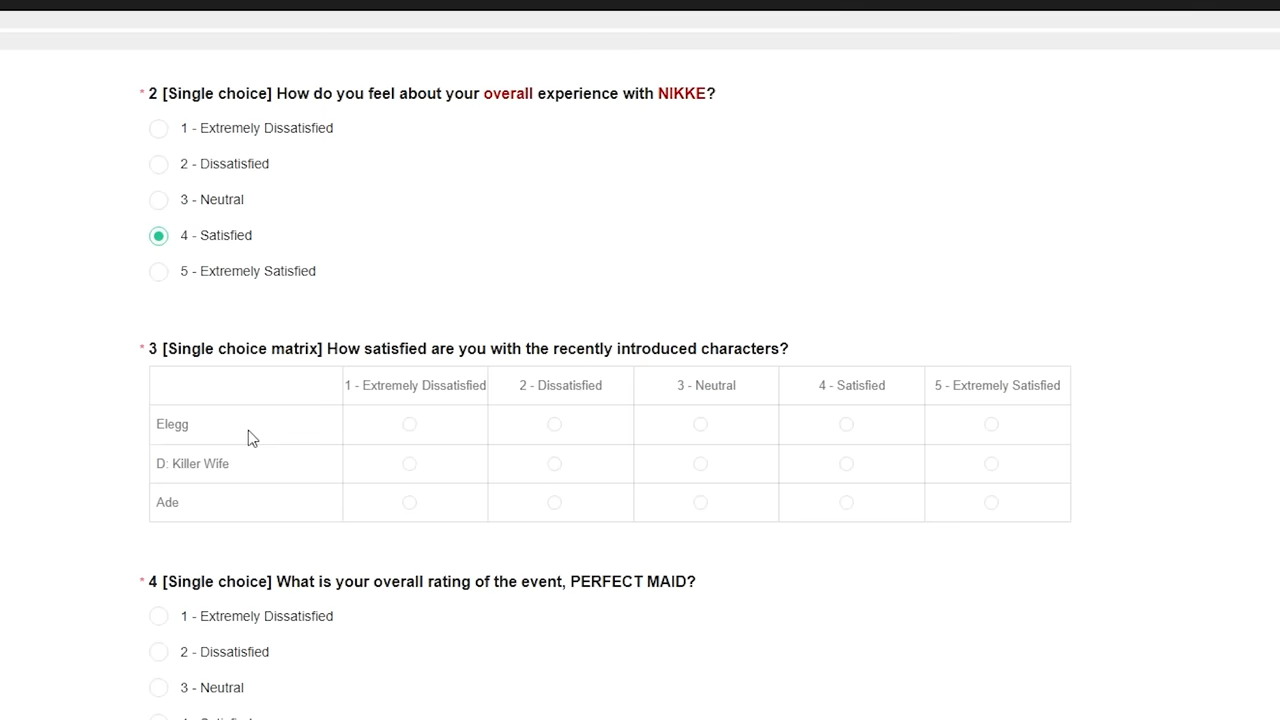 * 2 [Single choice] How do you feel about your overall experience with NIKKE?
1 - Extremely Dissatisfied
2 - Dissatisfied
3 - Neutral
4 - Satisfied
5 - Extremely Satisfied
* 3 [Single choice matrix] How satisfied are you with the recently introduced characters?
1 - Extremely Dissatisfied 2 - Dissatisfied 3 - Neutral 4 - Satisfied 5 - Extremely Satisfied
Elegg
D: Killer Wife
Ade
* 4 [Single choice] What is your overall rating of the event, PERFECT MAID?
1 - Extremely Dissatisfied
2 - Dissatisfied
3 - Neutral